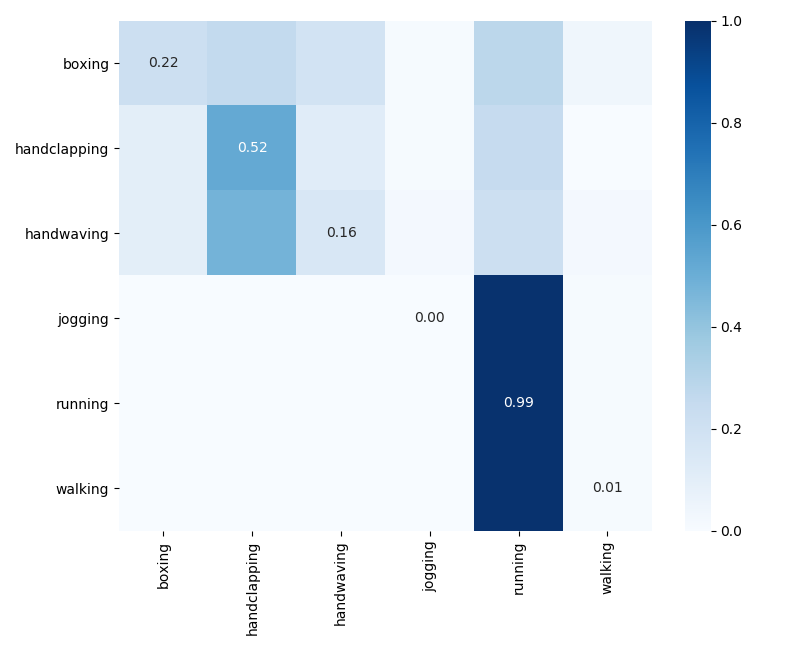 boxing
handclapping
handwaving
jogging
running
walking
0.22
0.52
0.16
0.00
0.99
0.01
boxing
handclapping
handwaving
jogging
running
walking
1.0
0.8
0.6
0.4
0.2
0.0